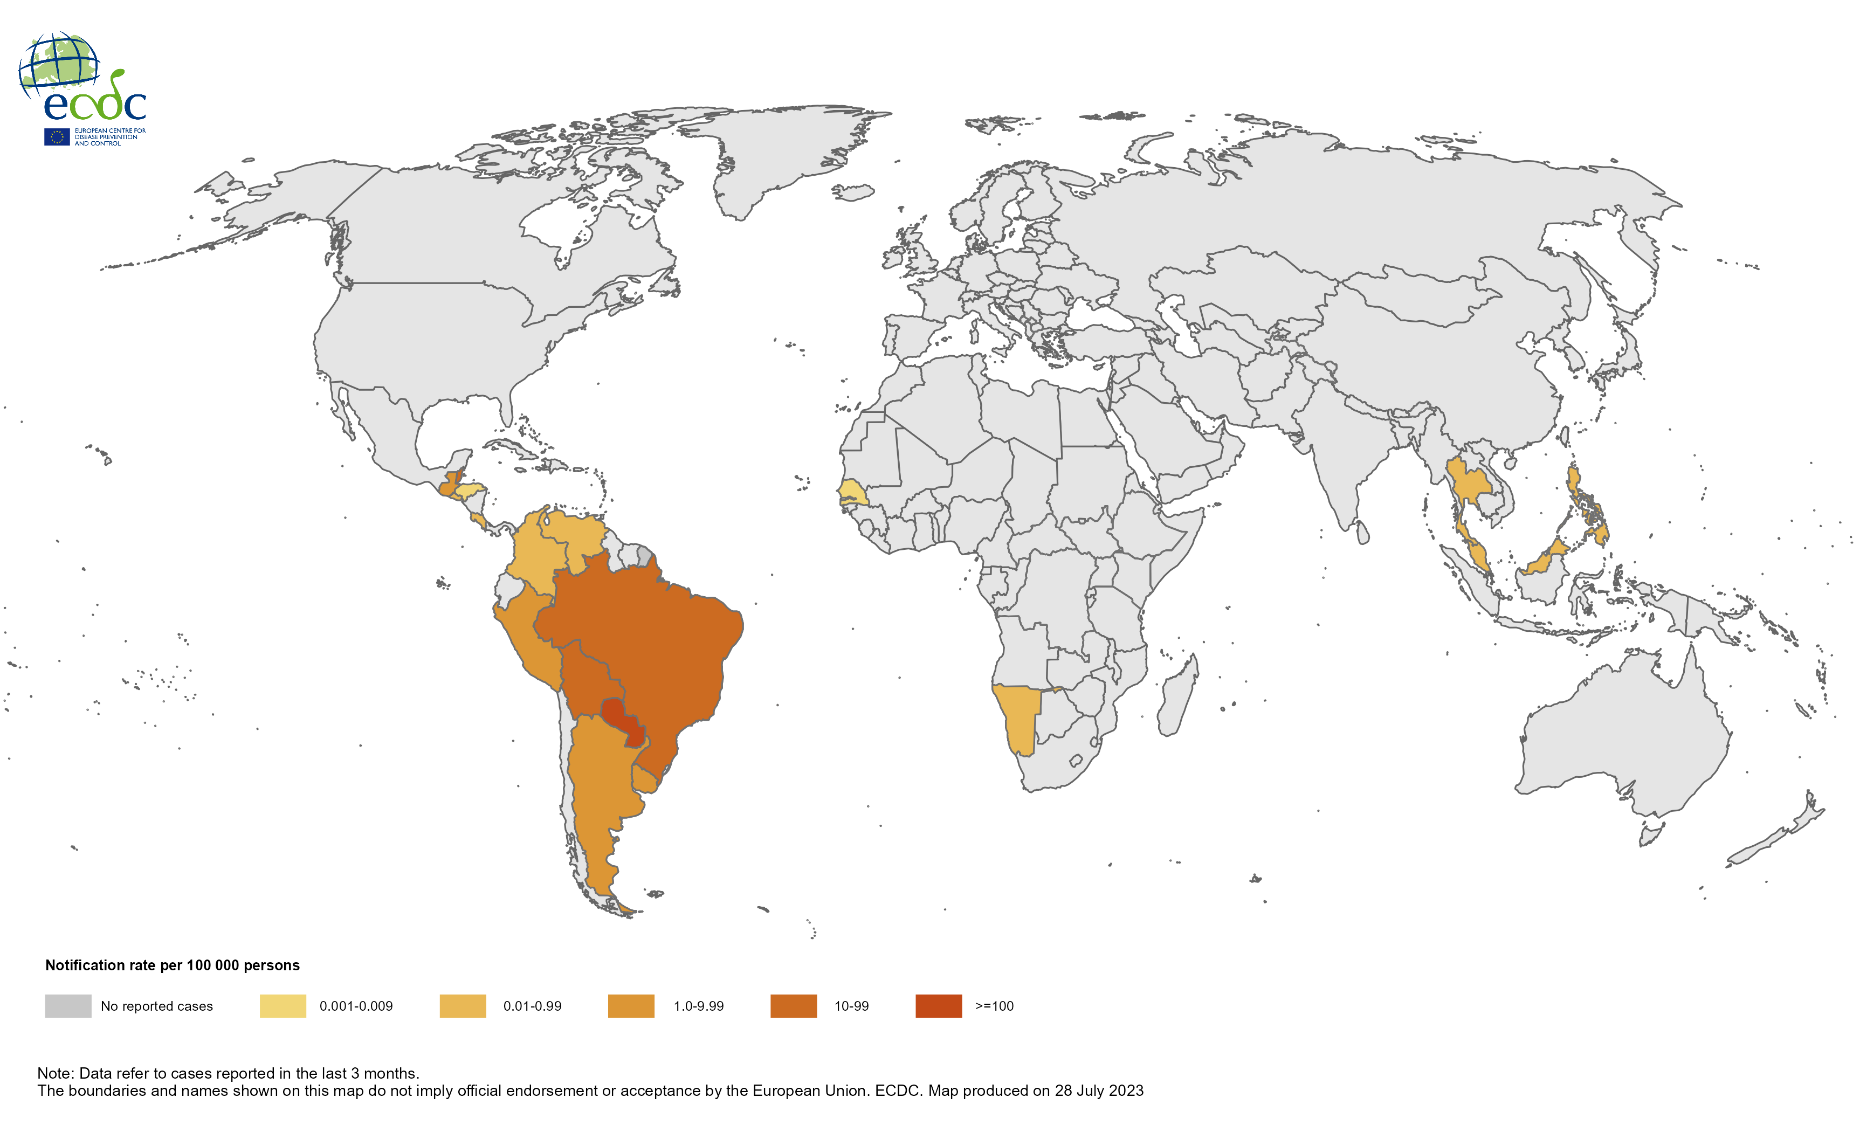 ecdc
EUROPEAN CENTRE FOR
DISEASE PREVENTION
AND CONTROL
Notification rate per 100 000 persons
No reported cases
0.001-0.009
0.01-0.99
1.0-9.99
10-99
>=100
Note: Data refer to cases reported in the last 3 months.
The boundaries and names shown on this map do not imply official endorsement or acceptance by the European Union. ECDC. Map produced on 28 July 2023